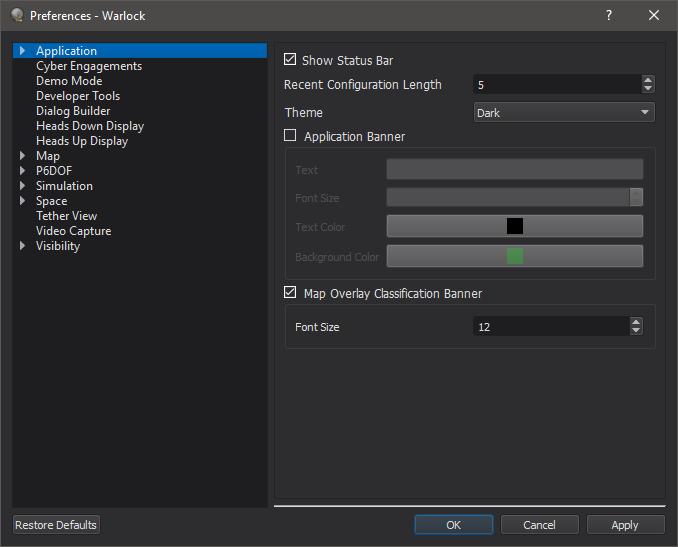 Preferences - Warlock
?
Application
Cyber Engagements
Demo Mode
Developer Tools
Dialog Builder
Heads Down Display
Heads Up Display
Map
P6DOF
Simulation
Space
Tether View
Video Capture
Visibility
Show Status Bar
Recent Configuration Length 5
Theme Dark
Application Banner
Text
Font Size
Text Color
Background Color
Map Overlay Classification Banner
Font Size 12
Restore Defaults
OK
Cancel
Apply